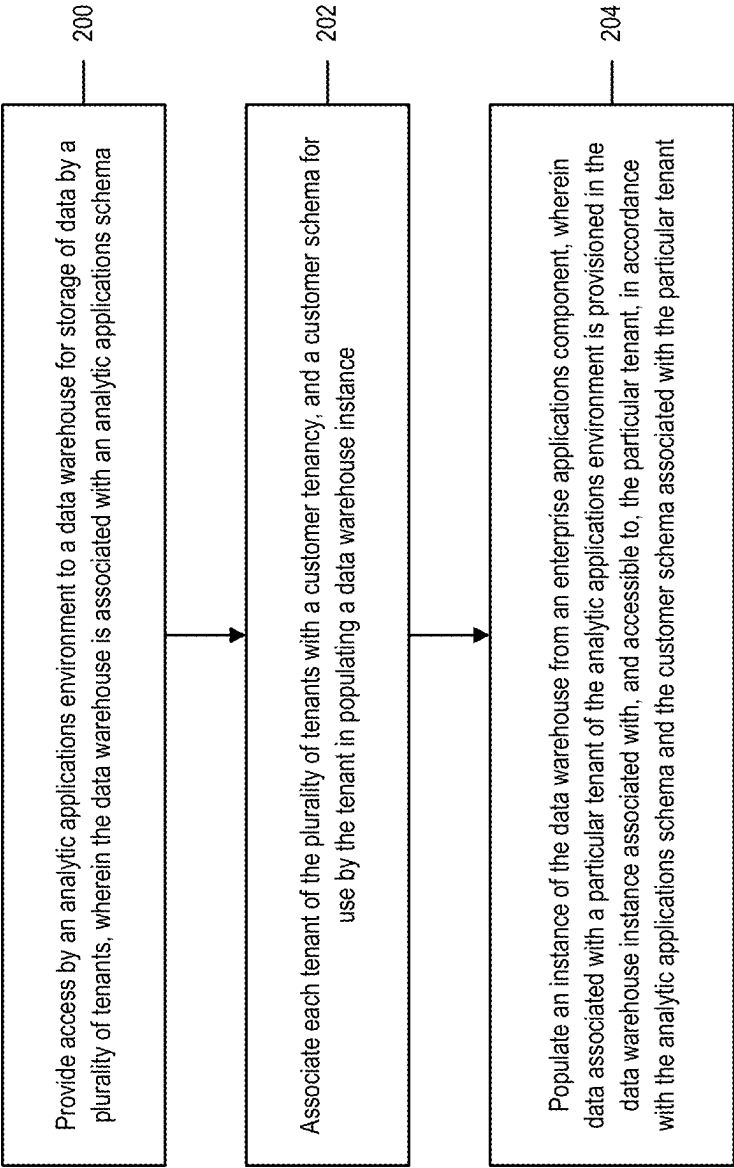 Provide access by an analytic applications environment to a data warehouse for storage of data by a
plurality of tenants, wherein the data warehouse is associated with an analytic applications schema
200
Associate each tenant of the plurality of tenants with a customer tenancy, and a customer schema for
use by the tenant in populating a data warehouse instance
202
Populate an instance of the data warehouse from an enterprise applications component, wherein
data associated with a particular tenant of the analytic applications environment is provisioned in the
data warehouse instance associated with, and accessible to, the particular tenant, in accordance
with the analytic applications schema and the customer schema associated with the particular tenant
204